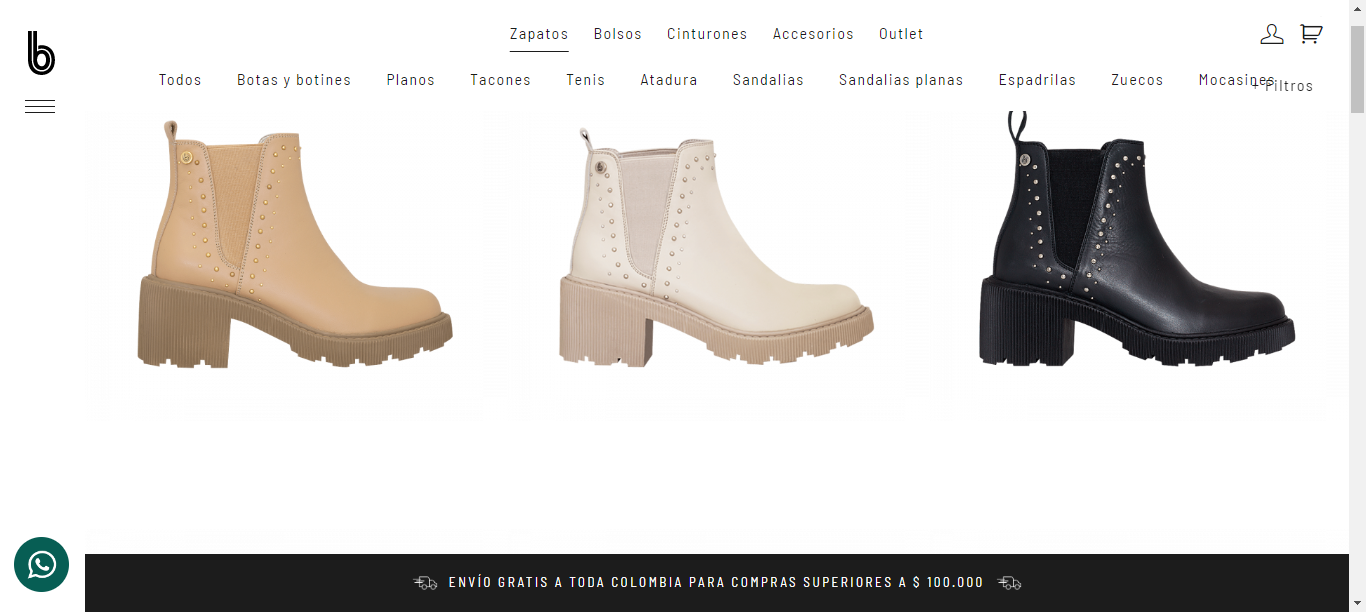 b
Zapatos Bolsos Cinturones Accesorios Outlet
Todos Botas y botines Planos Tacones Tenis Atadura Sandalias Sandalias planas Espadrilas Zuecos Mocasines
+ Filtros
ENVÍO GRATIS A TODA COLOMBIA PARA COMPRAS SUPERIORES A $ 100.000